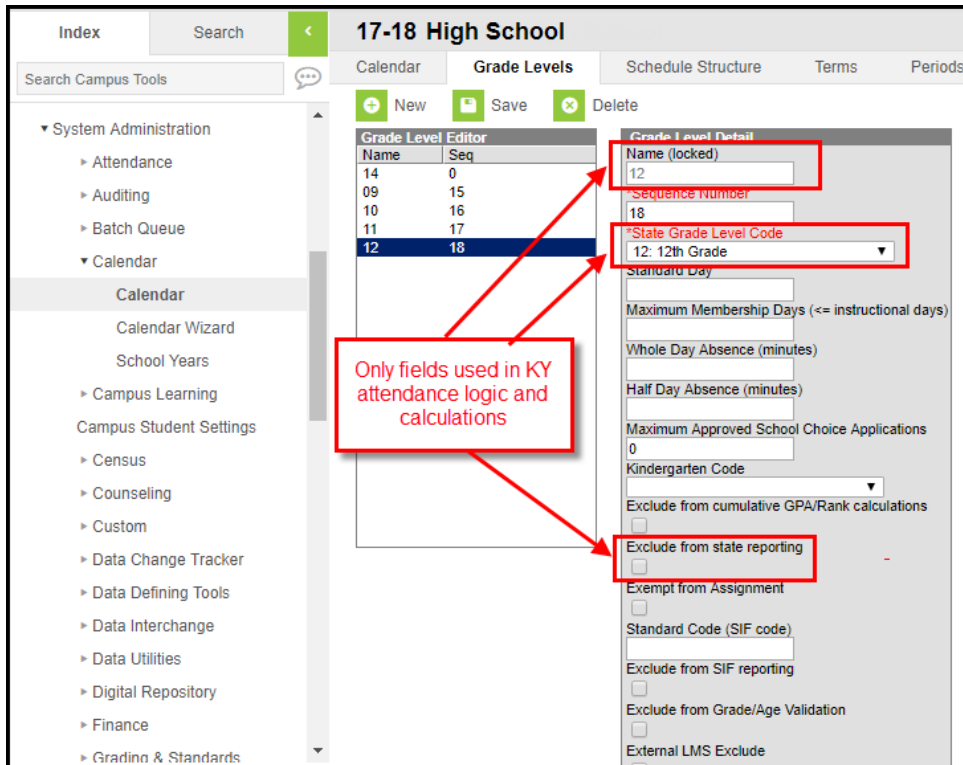 Index
Search
<
17-18 High School
Search Campus Tools
Calendar
Grade Levels
Schedule Structure
Terms
Periods
New
Save
Delete
System Administration
Attendance
Auditing
Batch Queue
Calendar
Calendar
Calendar Wizard
School Years
Campus Learning
Campus Student Settings
Census
Counseling
Custom
Data Change Tracker
Data Defining Tools
Data Interchange
Data Utilities
Digital Repository
Finance
Grading & Standards
Grade Level Editor
Name Seq
14 0
09 15
10 16
11 17
12 18
Only fields used in KY
attendance logic and
calculations
Grade Level Detail
Name (locked)
12
*Sequence Number
18
*State Grade Level Code
12: 12th Grade
Standard Day
Maximum Membership Days (<= instructional days)
Whole Day Absence (minutes)
Half Day Absence (minutes)
Maximum Approved School Choice Applications
0
Kindergarten Code
Exclude from cumulative GPA/Rank calculations
Exclude from state reporting
Exempt from Assignment
Standard Code (SIF code)
Exclude from SIF reporting
Exclude from Grade/Age Validation
External LMS Exclude